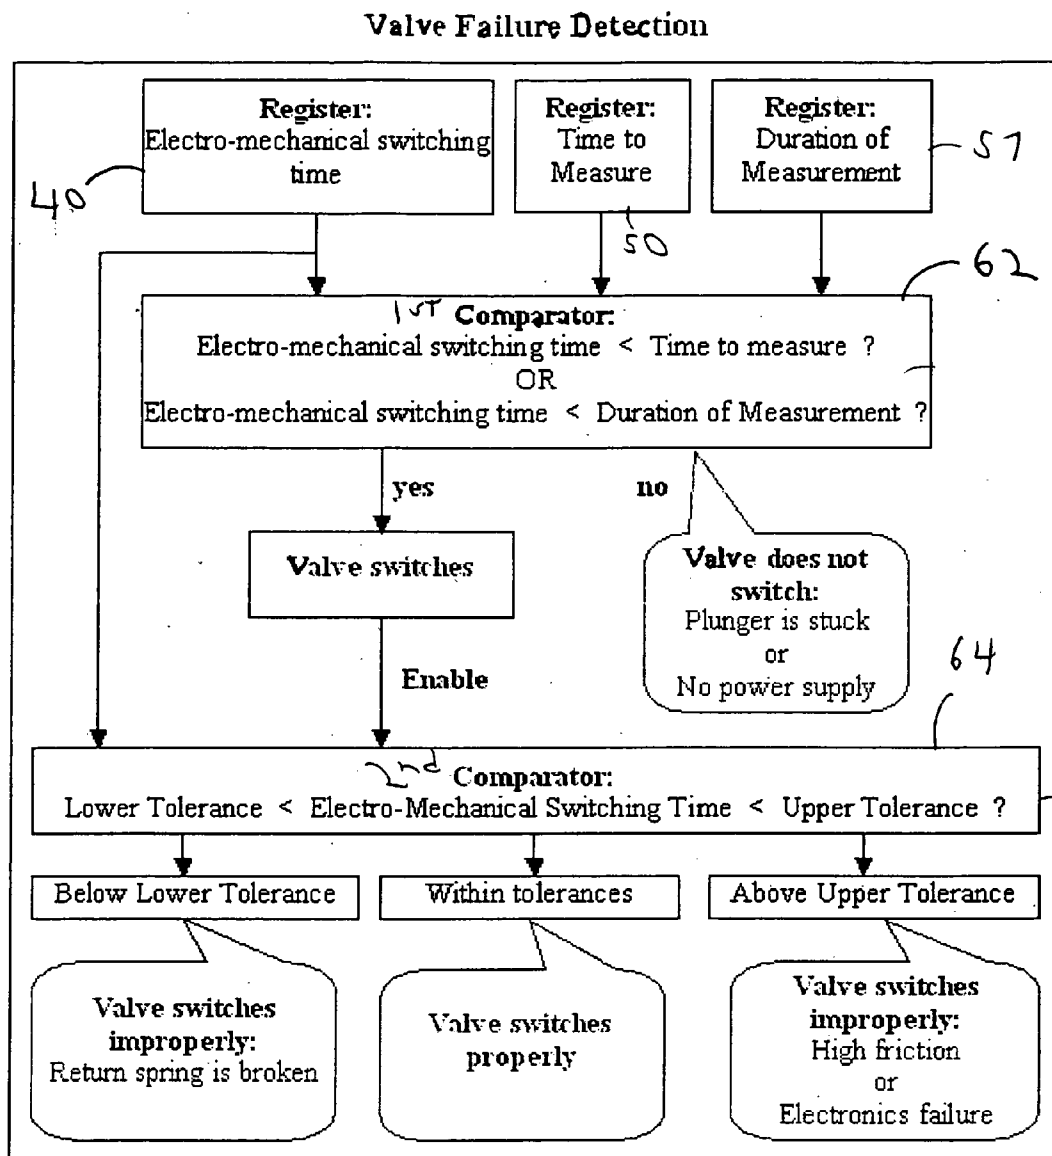 Valve Failure Detection
Register:
Electro-mechanical switching
time
40
Register:
Time to
Measure
50
Register:
Duration of
Measurement
51
62
1ST Comparator:
Electro-mechanical switching time < Time to measure ?
OR
Electro-mechanical switching time < Duration of Measurement ?
yes
no
Valve switches
Valve does not
switch:
Plunger is stuck
or
No power supply
Enable
64
2nd Comparator:
Lower Tolerance < Electro-Mechanical Switching Time < Upper Tolerance ?
Below Lower Tolerance
Within tolerances
Above Upper Tolerance
Valve switches
improperly:
Return spring is broken
Valve switches
properly
Valve switches
improperly:
High friction
or
Electronics failure